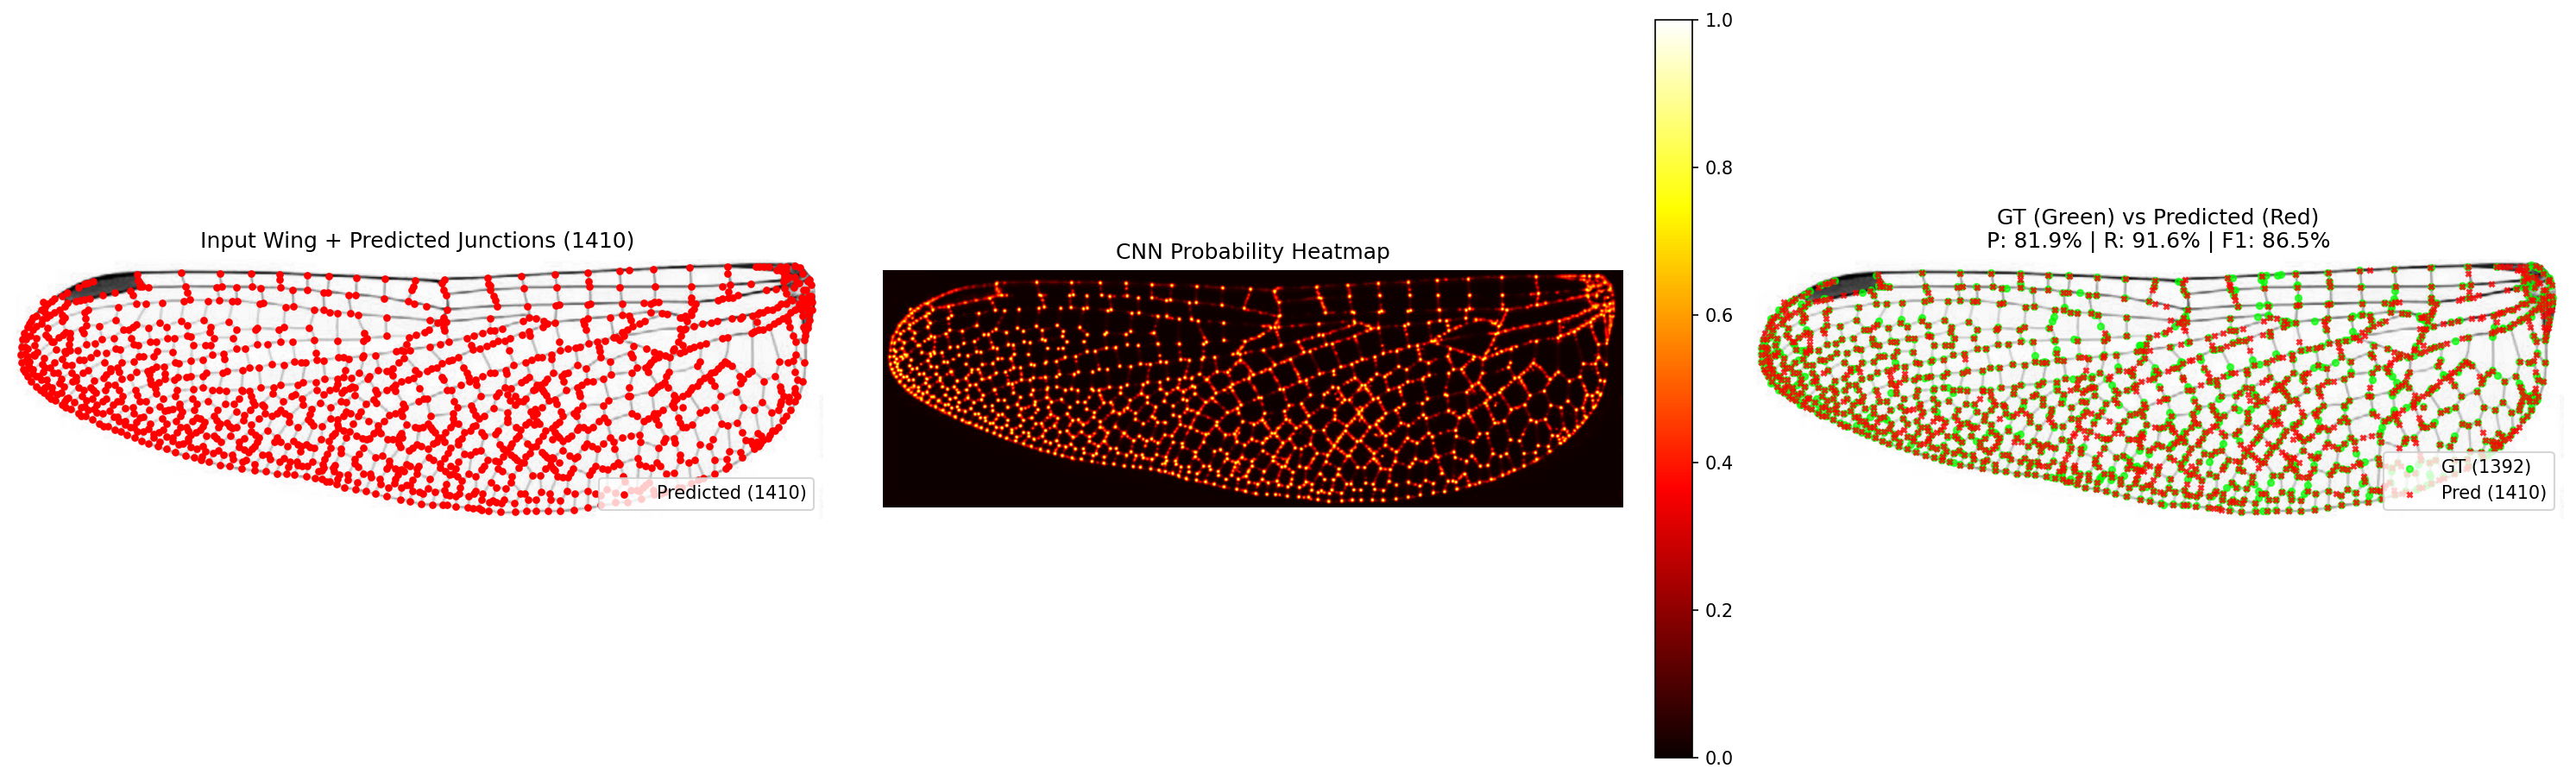 Input Wing + Predicted Junctions (1410)
Predicted (1410)
CNN Probability Heatmap
1.0
0.8
0.6
0.4
0.2
0.0
GT (Green) vs Predicted (Red)
P: 81.9% | R: 91.6% | F1: 86.5%
GT (1392)
Pred (1410)